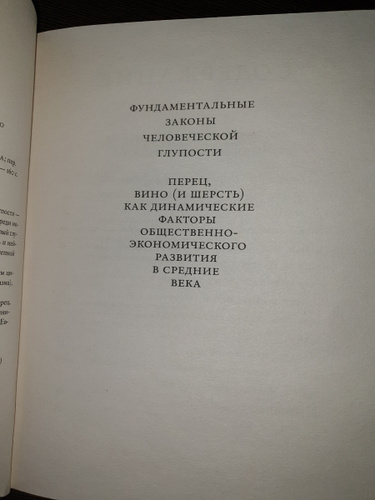 ФУНДАМЕНТАЛЬНЫЕ
ЗАКОНЫ
ЧЕЛОВЕЧЕСКОЙ
ГЛУПОСТИ
ПЕРЕЦ,
ВИНО (И ШЕРСТЬ)
КАК ДИНАМИЧЕСКИЕ
ФАКТОРЫ
ОБЩЕСТВЕННО-
ЭКОНОМИЧЕСКОГО
РАЗВИТИЯ
В СРЕДНИЕ
ВЕКА